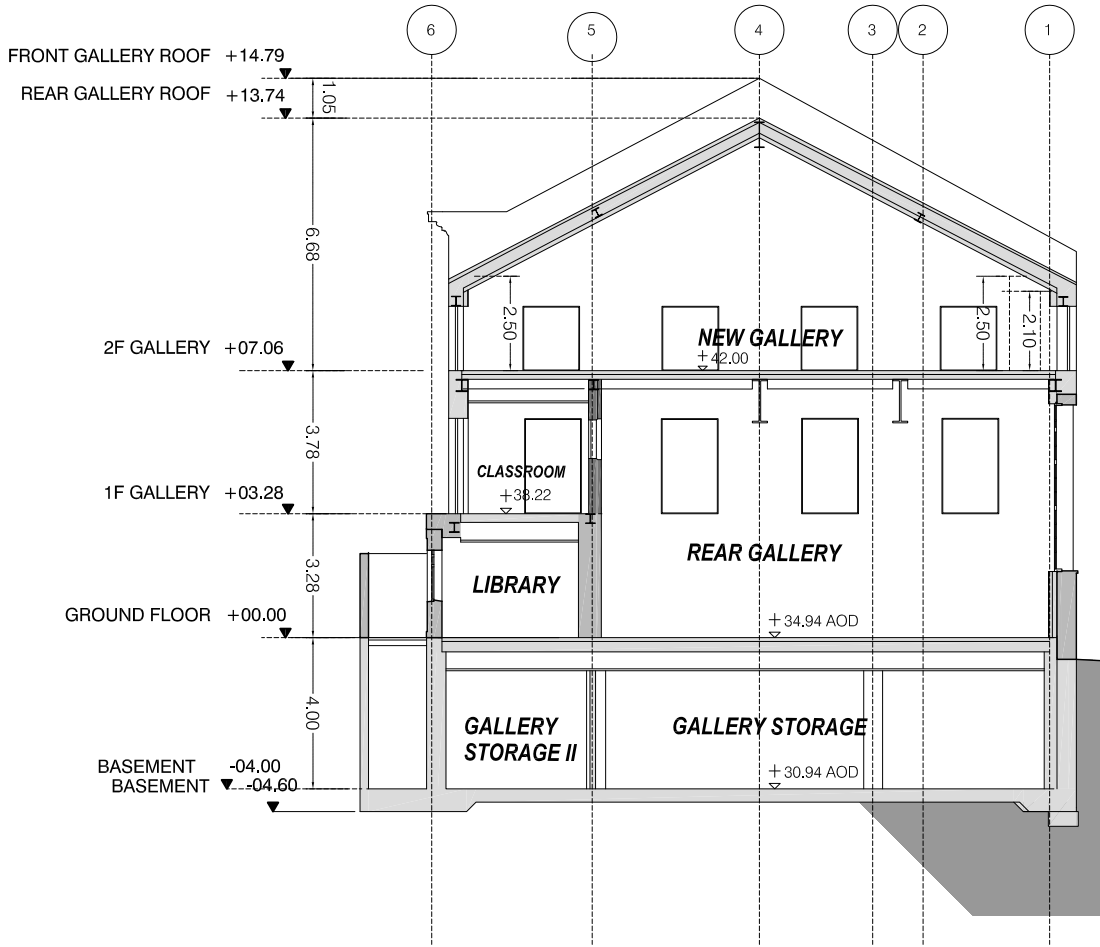 6 5 4 3 2 1
FRONT GALLERY ROOF +14.79
REAR GALLERY ROOF +13.74
1.05
6.68
2.50
2.50
2.10
NEW GALLERY
+42.00
2F GALLERY +07.06
3.78
CLASSROOM
+38.22
1F GALLERY +03.28
REAR GALLERY
3.28
LIBRARY
GROUND FLOOR +00.00
+34.94 AOD
4.00
GALLERY
STORAGE II
GALLERY STORAGE
BASEMENT -04.00
+30.94 AOD
BASEMENT -04.60